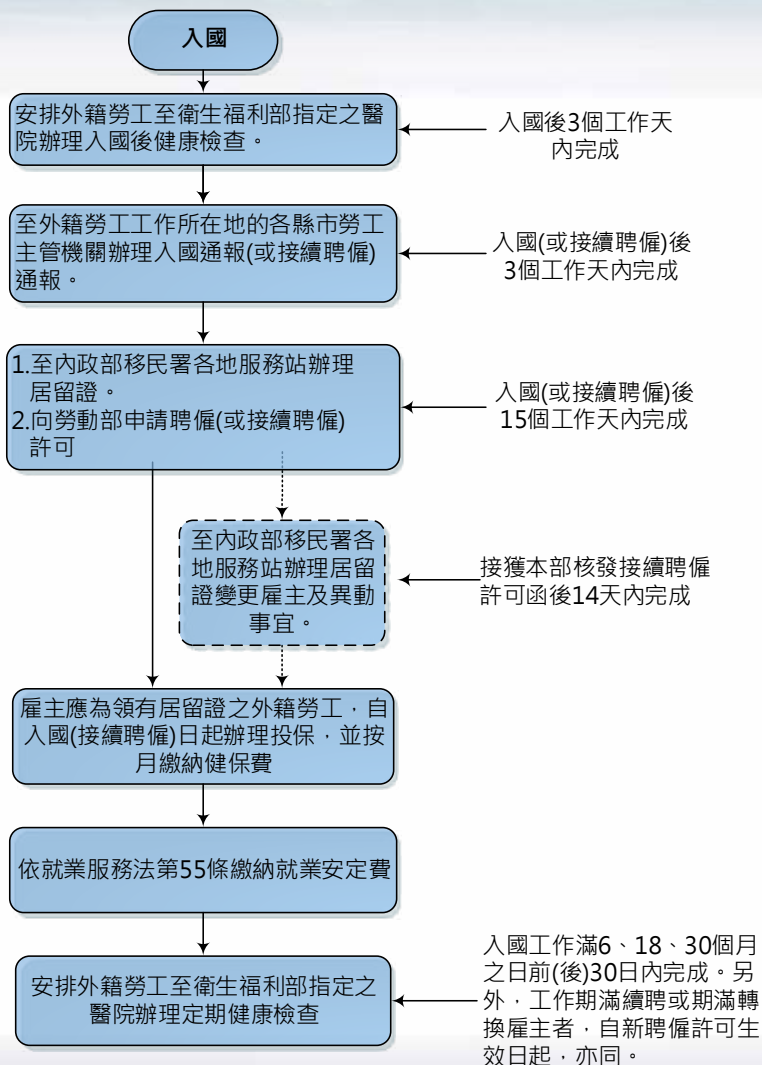 入國
安排外籍勞工至衛生福利部指定之醫
院辦理入國後健康檢查。
入國後3個工作天
內完成
至外籍勞工工作所在地的各縣市勞工
主管機關辦理入國通報(或接續聘僱)
通報。
入國(或接續聘僱)後
3個工作天內完成
1.至內政部移民署各地服務站辦理
居留證。
2.向勞動部申請聘僱(或接續聘僱)
許可
入國(或接續聘僱)後
15個工作天內完成
至內政部移民署各
地服務站辦理居留
證變更雇主及異動
事宜。
接獲本部核發接續聘僱
許可函後14天內完成
雇主應為領有居留證之外籍勞工，自
入國(接續聘僱)日起辦理投保，並按
月繳納健保費
依就業服務法第55條繳納就業安定費
安排外籍勞工至衛生福利部指定之
醫院辦理定期健康檢查
入國工作滿6、18、30個月
之日前(後)30日內完成。另
外，工作期滿續聘或期滿轉
換雇主者，自新聘僱許可生
效日起，亦同。